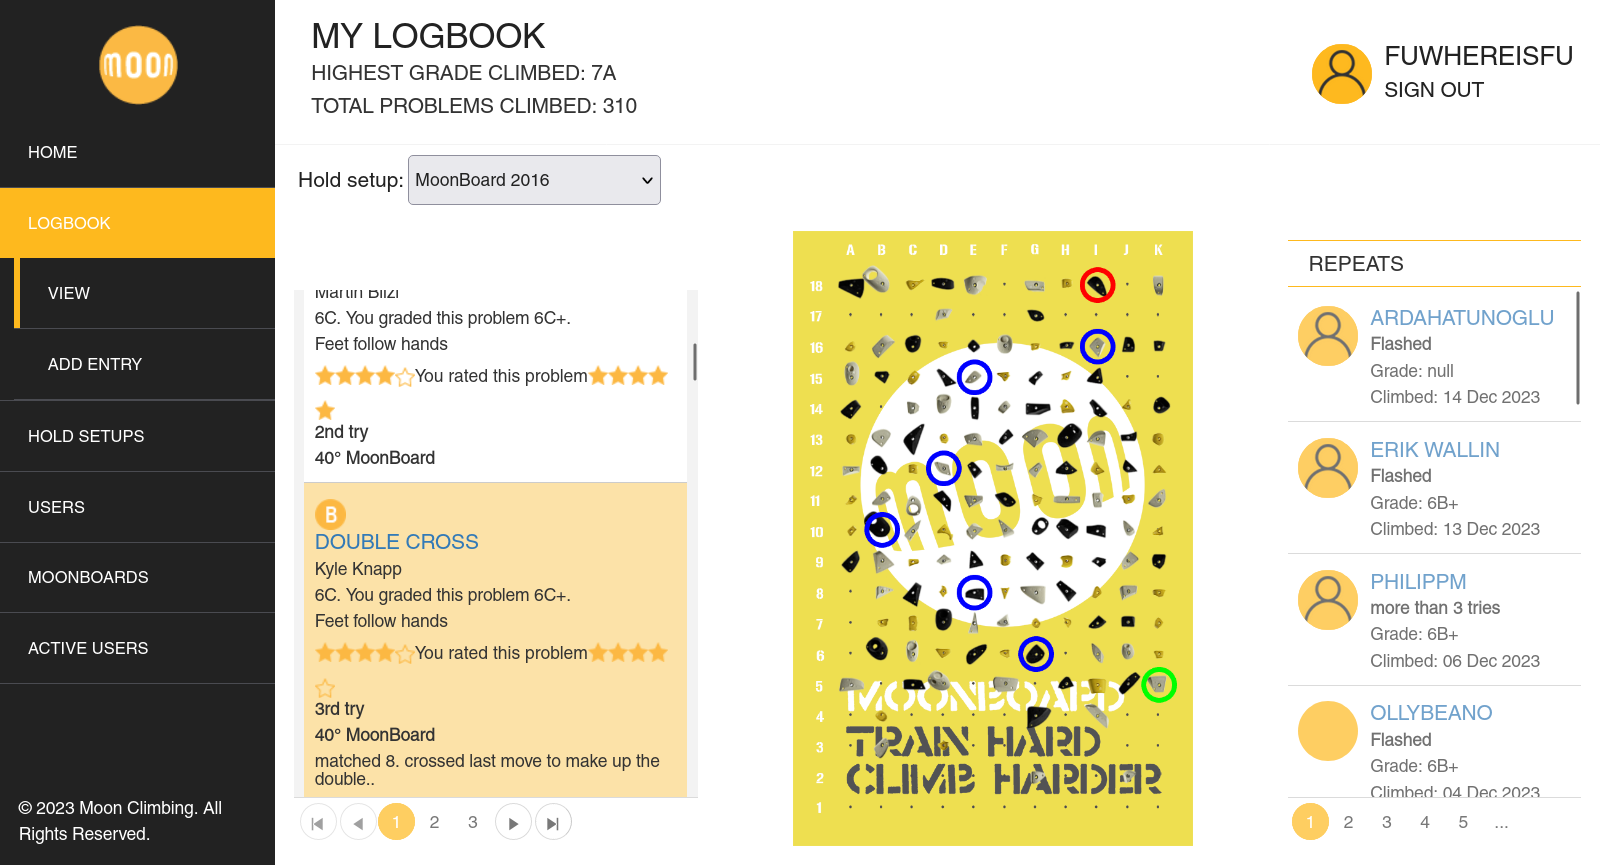 moon
HOME
LOGBOOK
VIEW
ADD ENTRY
HOLD SETUPS
USERS
MOONBOARDS
ACTIVE USERS
© 2023 Moon Climbing. All
Rights Reserved.
MY LOGBOOK
HIGHEST GRADE CLIMBED: 7A
TOTAL PROBLEMS CLIMBED: 310
FUWHEREISFU
SIGN OUT
Hold setup: MoonBoard 2016
Martin Bilzi
6C. You graded this problem 6C+.
Feet follow hands
You rated this problem
2nd try
40° MoonBoard
B
DOUBLE CROSS
Kyle Knapp
6C. You graded this problem 6C+.
Feet follow hands
You rated this problem
3rd try
40° MoonBoard
matched 8. crossed last move to make up the
double..
1 2 3
A B C D E F G H I J K
18
17
16
15
14
13
12
11
10
9
8
7
6
5
4
3
2
1
moon
MOONBOARD
TRAIN HARD
CLIMB HARDER
REPEATS
ARDAHATUNOGLU
Flashed
Grade: null
Climbed: 14 Dec 2023
ERIK WALLIN
Flashed
Grade: 6B+
Climbed: 13 Dec 2023
PHILIPPM
more than 3 tries
Grade: 6B+
Climbed: 06 Dec 2023
OLLYBEANO
Flashed
Grade: 6B+
Climbed: 04 Dec 2023
1 2 3 4 5 ...